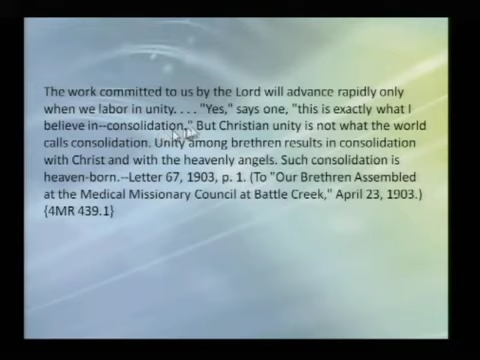 The work committed to us by the Lord will advance rapidly only
when we labor in unity. . . . "Yes," says one, "this is exactly what I
believe in--consolidation," But Christian unity is not what the world
calls consolidation. Unity among brethren results in consolidation
with Christ and with the heavenly angels. Such consolidation is
heaven-born.--Letter 67, 1903, p. 1. (To "Our Brethren Assembled
at the Medical Missionary Council at Battle Creek," April 23, 1903.)
{4MR 439.1}